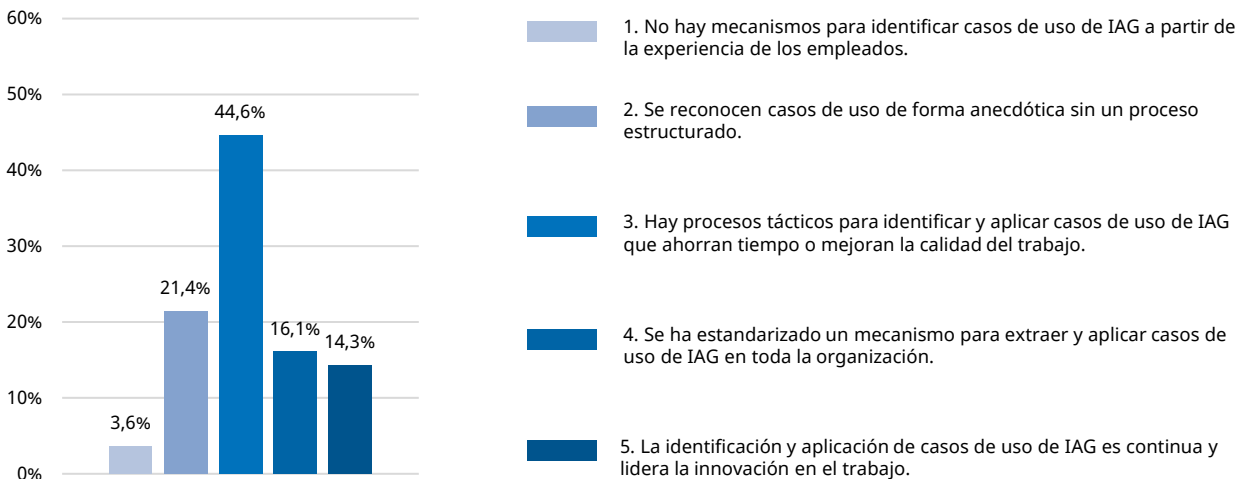 60%
50%
40%
30%
20%
10%
0%
3,6%
21,4%
44,6%
16,1%
14,3%
1. No hay mecanismos para identificar casos de uso de IAG a partir de
la experiencia de los empleados.
2. Se reconocen casos de uso de forma anecdótica sin un proceso
estructurado.
3. Hay procesos tácticos para identificar y aplicar casos de uso de IAG
que ahorran tiempo o mejoran la calidad del trabajo.
4. Se ha estandarizado un mecanismo para extraer y aplicar casos de
uso de IAG en toda la organización.
5. La identificación y aplicación de casos de uso de IAG es continua y
lidera la innovación en el trabajo.